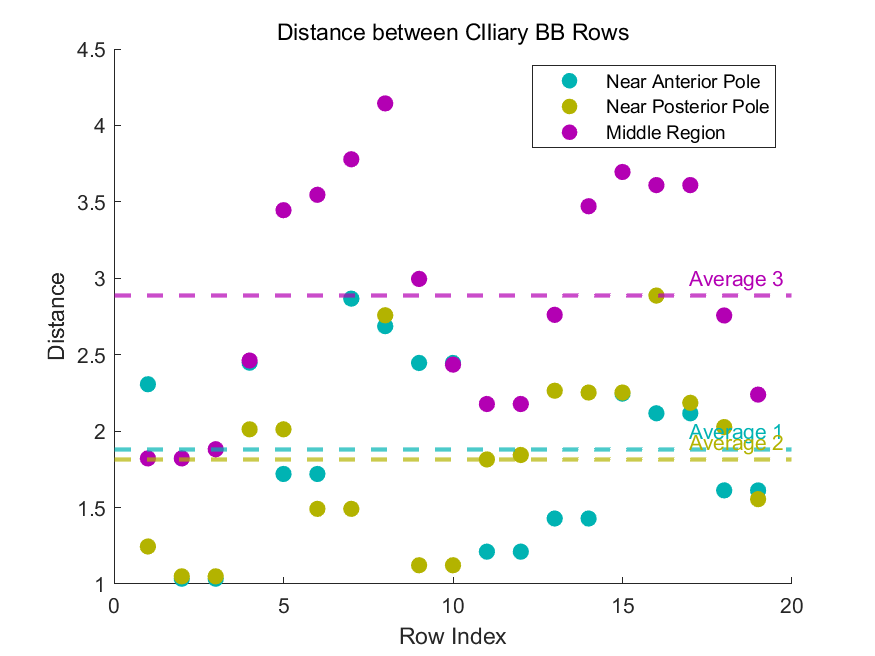 Distance between CIliary BB Rows
4.5
4
3.5
3
2.5
2
1.5
1
Distance
Near Anterior Pole
Near Posterior Pole
Middle Region
Average 3
Average 1
Average 2
0
5
10
15
20
Row Index